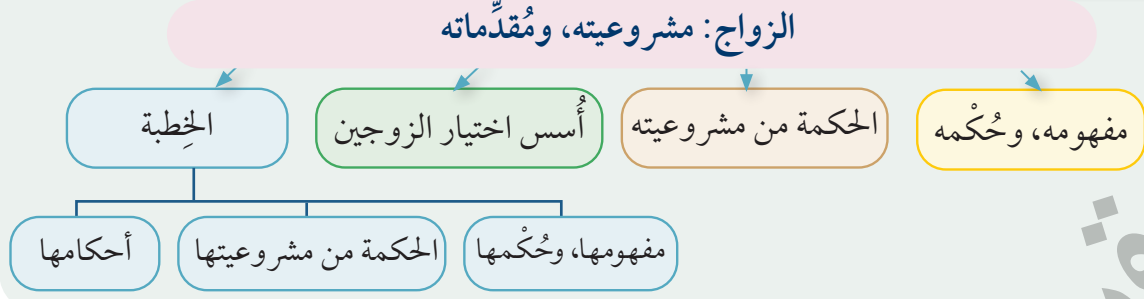 الزواج: مشروعيته، ومُقدِّماته
مفهومه، وحُكْمه
الحكمة من مشروعيته
أُسس اختيار الزوجين
الخِطبة
مفهومها، وحُكْمها
الحكمة من مشروعيتها
أحكامها